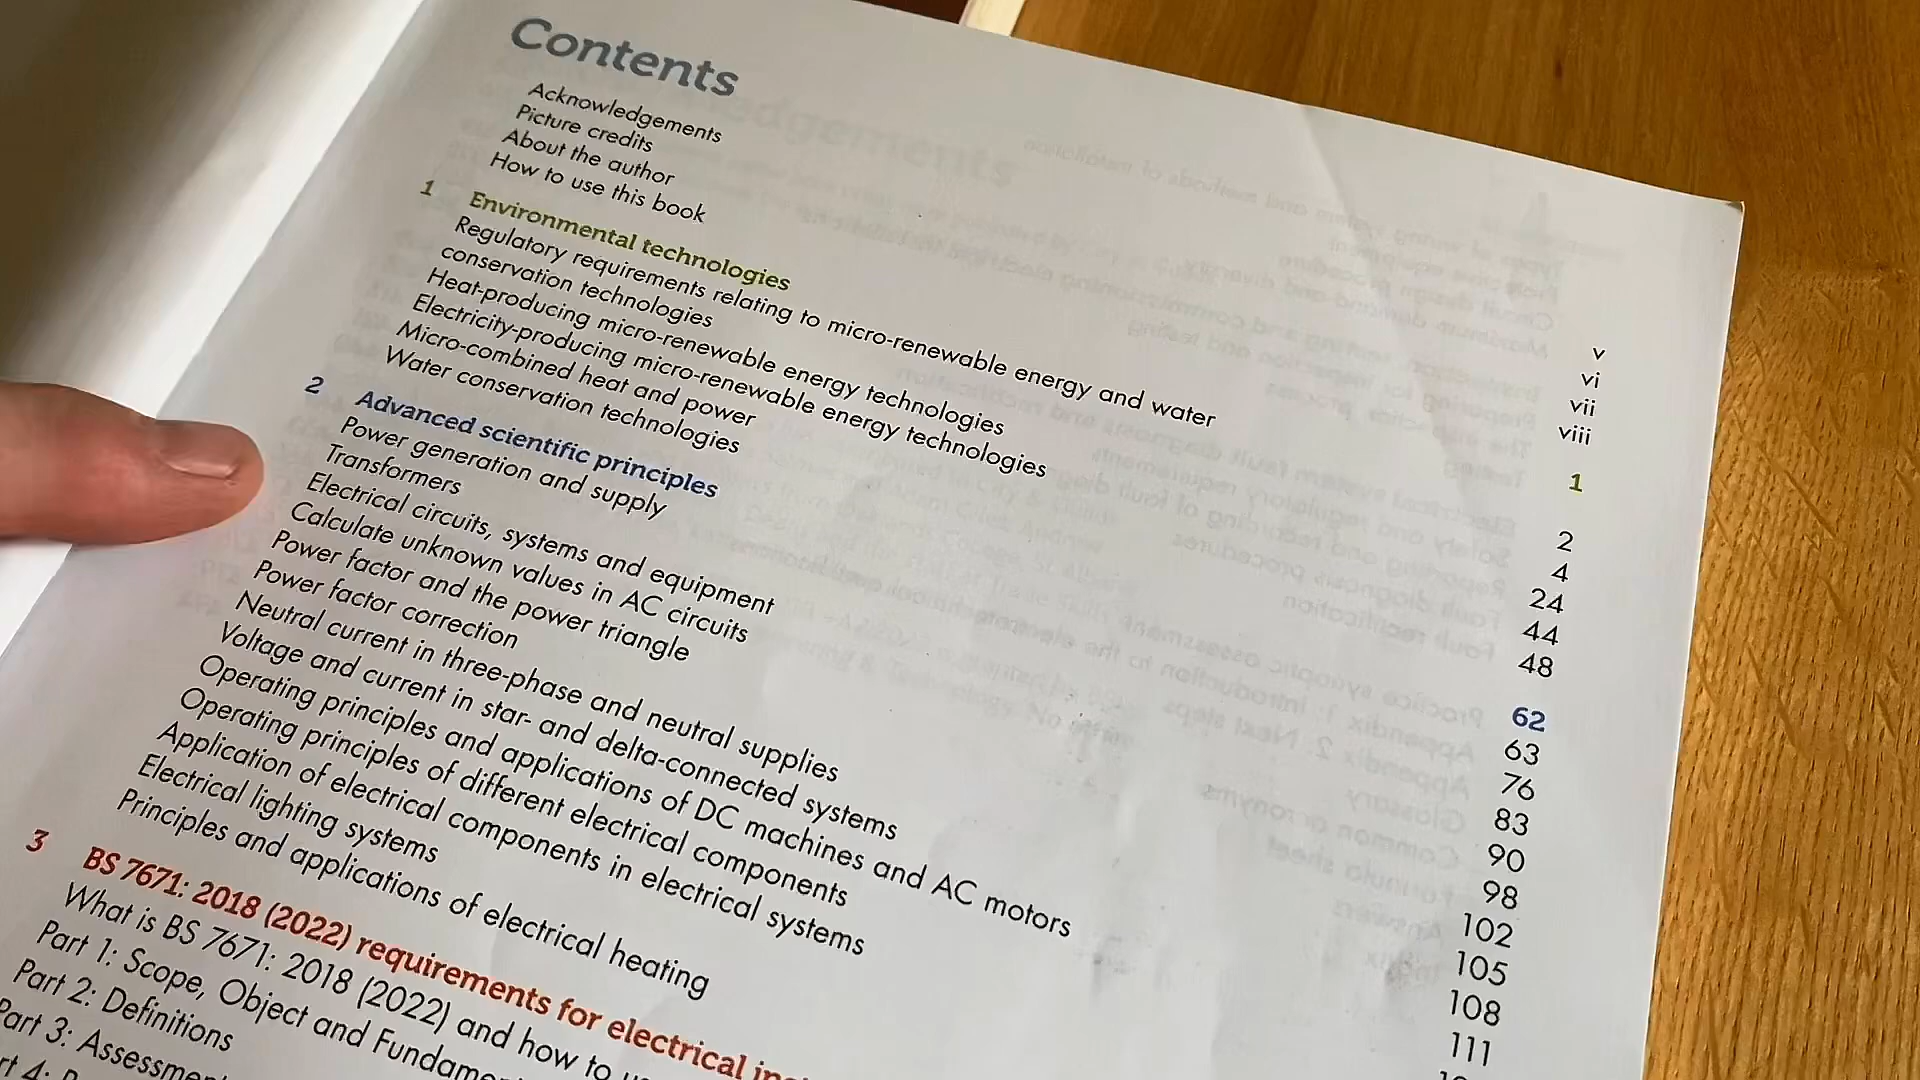 Contents
Acknowledgements v
Picture credits vi
About the author vii
How to use this book viii
1 Environmental technologies 1
Regulatory requirements relating to micro-renewable energy and water
conservation technologies 2
Heat-producing micro-renewable energy technologies 4
Electricity-producing micro-renewable energy technologies 24
Micro-combined heat and power 44
Water conservation technologies 48
2 Advanced scientific principles 62
Power generation and supply 63
Transformers 76
Electrical circuits, systems and equipment 83
Calculate unknown values in AC circuits 90
Power factor and the power triangle 98
Power factor correction 102
Neutral current in three-phase and neutral supplies 105
Voltage and current in star- and delta-connected systems 108
Operating principles and applications of DC machines and AC motors 111
Operating principles of different electrical components
Application of electrical components in electrical systems
Electrical lighting systems
Principles and applications of electrical heating
3 BS 7671: 2018 (2022) requirements for electrical
What is BS 7671: 2018 (2022) and how to
Part 1: Scope, Object and
Part 2: Definitions
Part 3: